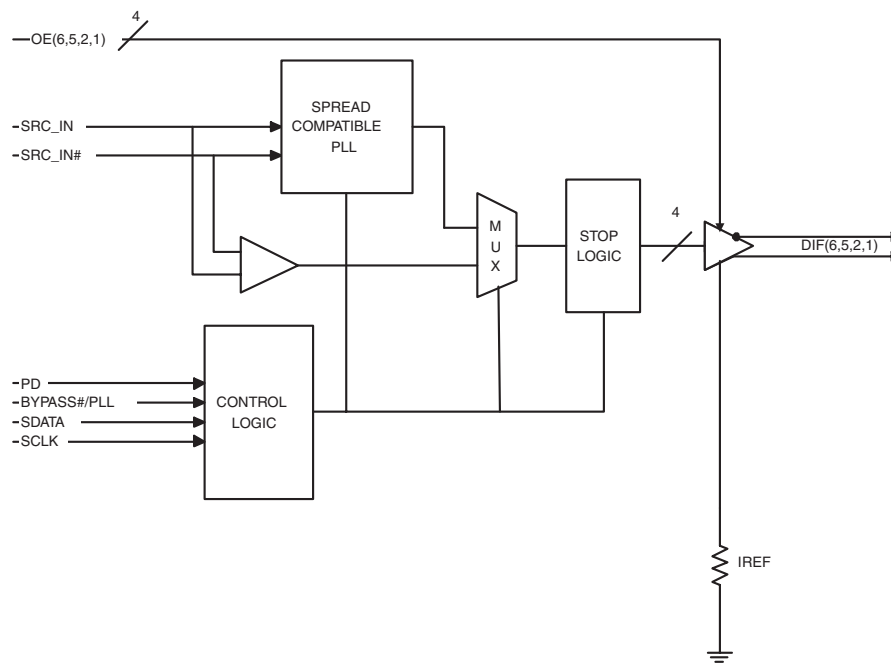 4
OE(6,5,2,1)
SPREAD
COMPATIBLE
PLL
SRC_IN
SRC_IN#
M
U
X
STOP
LOGIC
4
DIF(6,5,2,1)
PD
BYPASS#/PLL
SDATA
SCLK
CONTROL
LOGIC
IREF